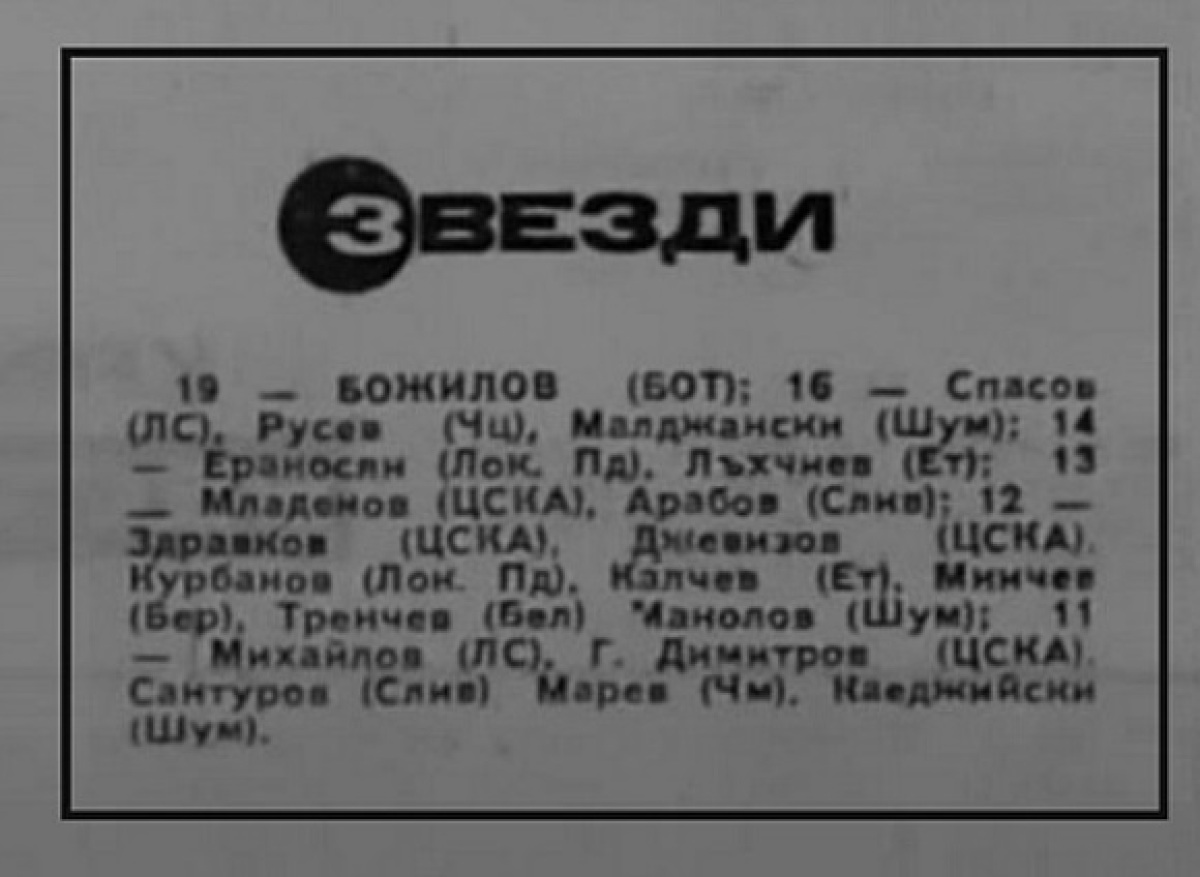 ЗВЕЗДИ
19 — БОЖИЛОВ (БОТ); 16 — Спасов
(ЛС), Русев (Чц), Малджански (Шум); 14
— Ераносян (Лок. Пд), Лъхчиев (Ет); 13
— Младенов (ЦСКА), Арабов (Слив); 12 —
Здравков (ЦСКА), Джевизов (ЦСКА),
Курбанов (Лок. Пд), Калчев (Ет), Минчев
(Бер), Тренчев (Бел) Манолов (Шум); 11
— Михайлов (ЛС), Г. Димитров (ЦСКА),
Сантуров (Слив) Марев (Чм), Каеджийски
(Шум).